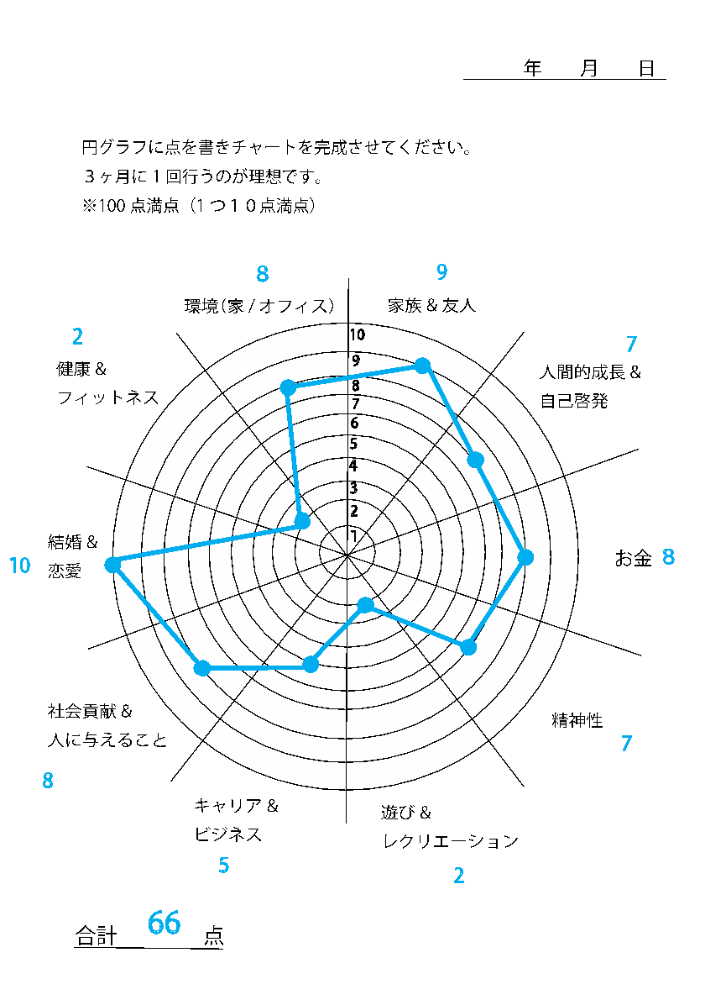 年　月　日
円グラフに点を書きチャートを完成させてください。
３ヶ月に１回行うのが理想です。
※100 点満点（1 つ１０点満点）
8
9
環境（家 / オフィス）
家族 & 友人
2
7
健康 &
フィットネス
人間的成長 &
自己啓発
10
9
8
7
6
5
4
3
2
1
結婚 &
恋愛
10
お金 8
社会貢献 &
人に与えること
8
精神性
7
キャリア &
ビジネス
5
遊び &
レクリエーション
2
合計 66 点